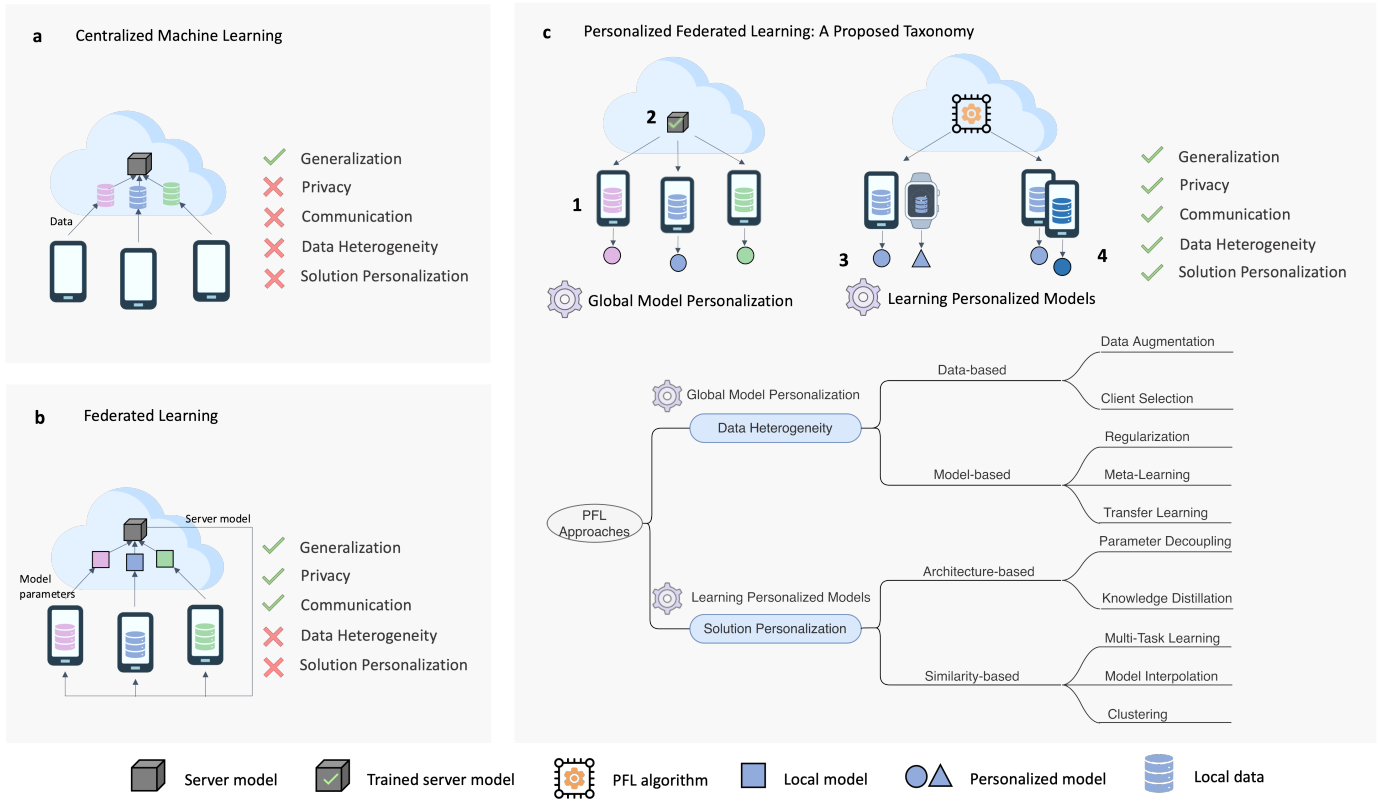 a Centralized Machine Learning
Data
Generalization
Privacy
Communication
Data Heterogeneity
Solution Personalization
b Federated Learning
Server model
Model
parameters
Generalization
Privacy
Communication
Data Heterogeneity
Solution Personalization
c Personalized Federated Learning: A Proposed Taxonomy
2
1
Global Model Personalization
3
4
Learning Personalized Models
Generalization
Privacy
Communication
Data Heterogeneity
Solution Personalization
PFL
Approaches
Global Model Personalization
Data Heterogeneity
Data-based
Data Augmentation
Client Selection
Model-based
Regularization
Meta-Learning
Transfer Learning
Learning Personalized Models
Solution Personalization
Architecture-based
Parameter Decoupling
Knowledge Distillation
Similarity-based
Multi-Task Learning
Model Interpolation
Clustering
Server model
Trained server model
PFL algorithm
Local model
Personalized model
Local data